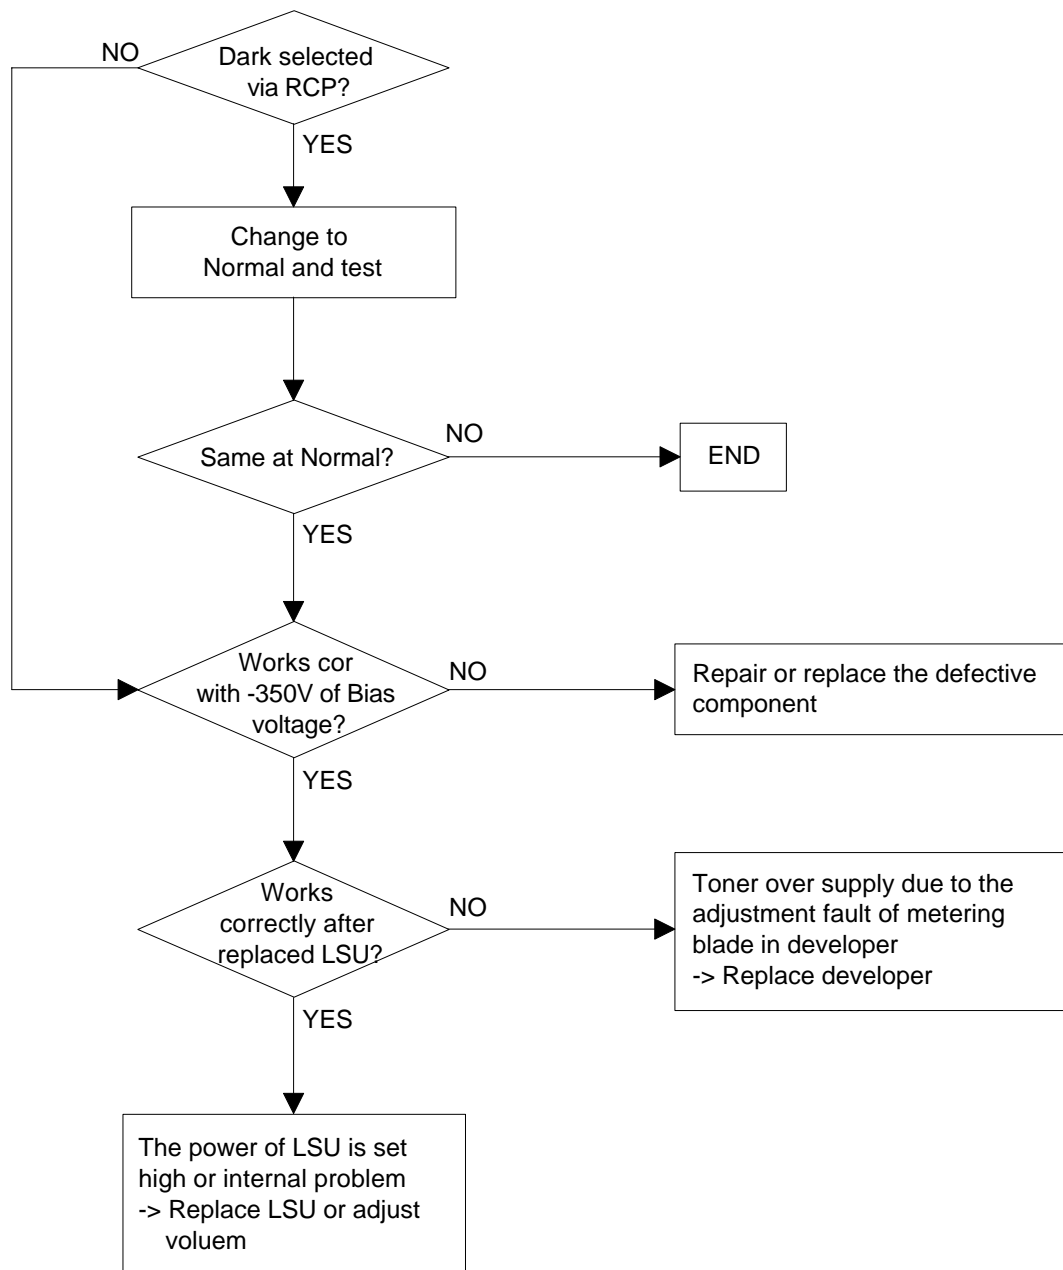 NO
Dark selected
via RCP?
YES
Change to
Normal and test
Same at Normal?
NO
END
YES
Works cor
with -350V of Bias
voltage?
NO
Repair or replace the defective
component
YES
Works
correctly after
replaced LSU?
NO
Toner over supply due to the
adjustment fault of metering
blade in developer
-> Replace developer
YES
The power of LSU is set
high or internal problem
-> Replace LSU or adjust
voluem